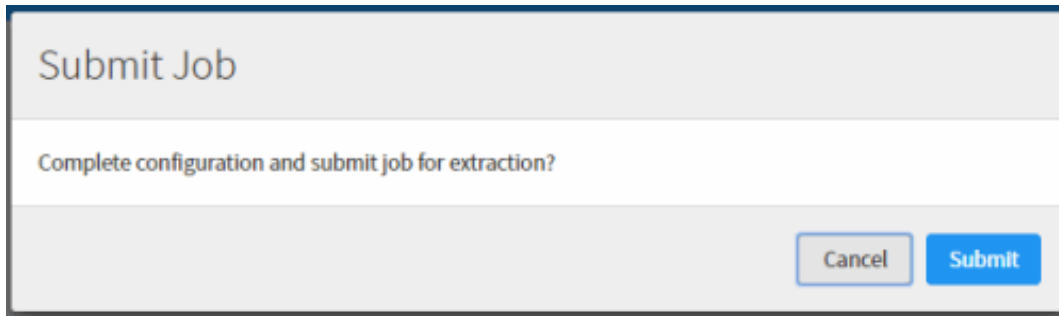 Submit Job
Complete configuration and submit job for extraction?
Cancel Submit